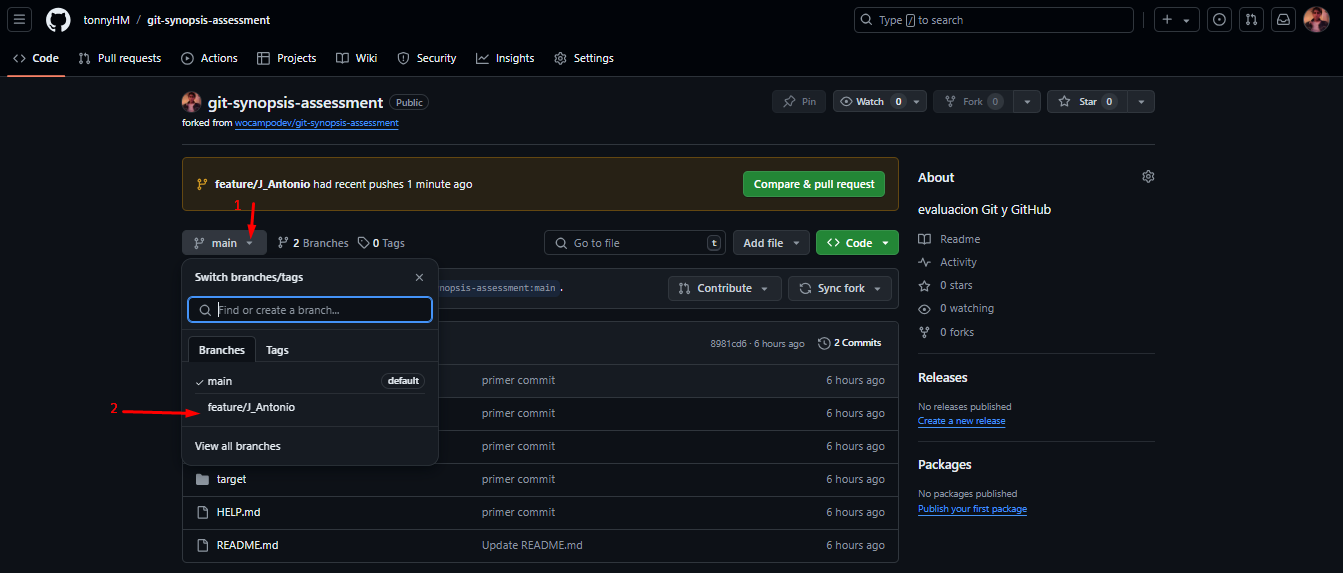 tonnyHM / git-synopsis-assessment
Type / to search
Code Pull requests Actions Projects Wiki Security Insights Settings
git-synopsis-assessment Public
Pin Watch 0 Fork 0 Star 0
forked from wocampodev/git-synopsis-assessment
feature/J_Antonio had recent pushes 1 minute ago
Compare & pull request
1
main 2 Branches 0 Tags
Go to file t Add file Code
Switch branches/tags
nopsis-assessment:main .
Contribute Sync fork
Find or create a branch...
Branches Tags
8981cd6 · 6 hours ago 2 Commits
main default
primer commit 6 hours ago
2
feature/J_Antonio
primer commit 6 hours ago
View all branches
primer commit 6 hours ago
target primer commit 6 hours ago
HELP.md primer commit 6 hours ago
README.md Update README.md 6 hours ago
About
evaluacion Git y GitHub
Readme
Activity
0 stars
0 watching
0 forks
Releases
No releases published
Create a new release
Packages
No packages published
Publish your first package